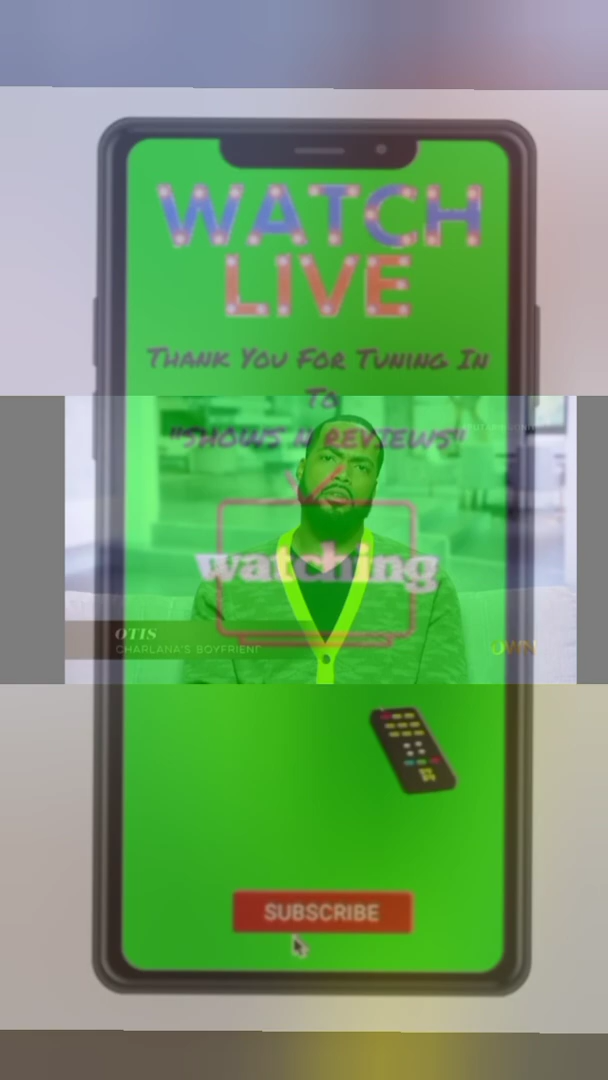 WATCH
LIVE
THANK YOU FOR TUNING IN
TO
"SHOWS N REVIEWS"
watching
OTIS
CHARLANA'S BOYFRIEND
OWN
SUBSCRIBE